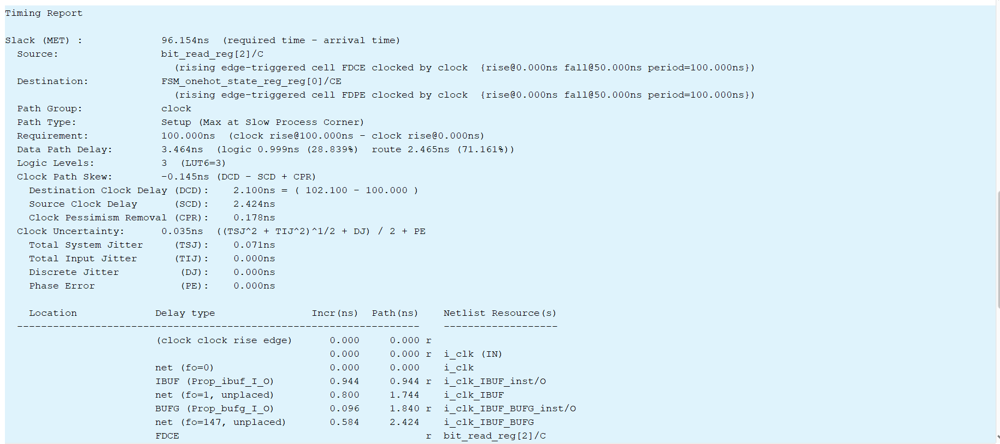 Timing Report
Slack (MET) :             96.154ns  (required time - arrival time)
  Source:                 bit_read_reg[2]/C
                            (rising edge-triggered cell FDCE clocked by clock  {rise@0.000ns fall@50.000ns period=100.000ns})
  Destination:            FSM_onehot_state_reg_reg[0]/CE
                            (rising edge-triggered cell FDPE clocked by clock  {rise@0.000ns fall@50.000ns period=100.000ns})
  Path Group:             clock
  Path Type:              Setup (Max at Slow Process Corner)
  Requirement:            100.000ns  (clock rise@100.000ns - clock rise@0.000ns)
  Data Path Delay:        3.464ns  (logic 0.999ns (28.839%)  route 2.465ns (71.161%))
  Logic Levels:           3  (LUT6=3)
  Clock Path Skew:        -0.145ns (DCD - SCD + CPR)
    Destination Clock Delay (DCD):    2.100ns = ( 102.100 - 100.000 )
    Source Clock Delay      (SCD):    2.424ns
    Clock Pessimism Removal (CPR):    0.178ns
  Clock Uncertainty:      0.035ns  ((TSJ^2 + TIJ^2)^1/2 + DJ) / 2 + PE
    Total System Jitter     (TSJ):    0.071ns
    Total Input Jitter      (TIJ):    0.000ns
    Discrete Jitter          (DJ):    0.000ns
    Phase Error              (PE):    0.000ns
    Location             Delay type                Incr(ns)  Path(ns)    Netlist Resource(s)
  -------------------------------------------------------------------    -------------------
                         (clock clock rise edge)      0.000     0.000 r
                                                      0.000     0.000 r  i_clk (IN)
                         net (fo=0)                   0.000     0.000    i_clk
                         IBUF (Prop_ibuf_I_O)         0.944     0.944 r  i_clk_IBUF_inst/O
                         net (fo=1, unplaced)         0.800     1.744    i_clk_IBUF
                         BUFG (Prop_bufg_I_O)         0.096     1.840 r  i_clk_IBUF_BUFG_inst/O
                         net (fo=147, unplaced)       0.584     2.424    i_clk_IBUF_BUFG
                         FDCE                                         r  bit_read_reg[2]/C